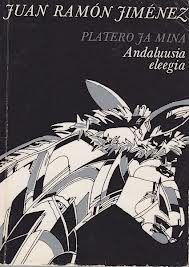 JUAN RAMÓN JIMÉNEZ
PLATERO JA MINA
Andaluusia
eleegia